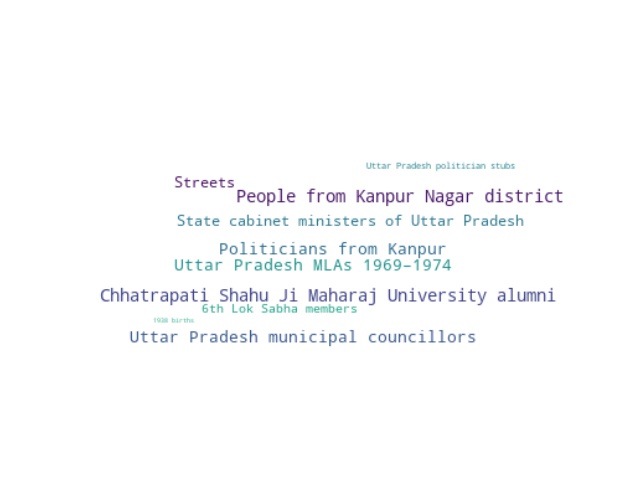 Uttar Pradesh politician stubs
Streets
People from Kanpur Nagar district
State cabinet ministers of Uttar Pradesh
Politicians from Kanpur
Uttar Pradesh MLAs 1969–1974
Chhatrapati Shahu Ji Maharaj University alumni
6th Lok Sabha members
1938 births
Uttar Pradesh municipal councillors